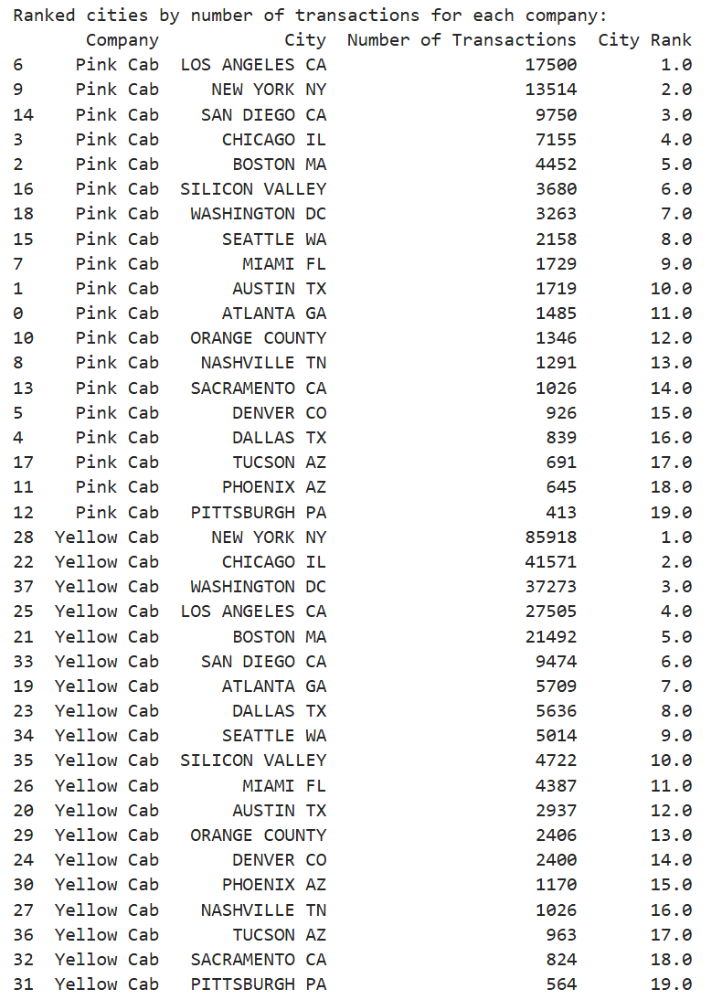 Ranked cities by number of transactions for each company:
Company City Number of Transactions City Rank
6 Pink Cab LOS ANGELES CA 17500 1.0
9 Pink Cab NEW YORK NY 13514 2.0
14 Pink Cab SAN DIEGO CA 9750 3.0
3 Pink Cab CHICAGO IL 7155 4.0
2 Pink Cab BOSTON MA 4452 5.0
16 Pink Cab SILICON VALLEY 3680 6.0
18 Pink Cab WASHINGTON DC 3263 7.0
15 Pink Cab SEATTLE WA 2158 8.0
7 Pink Cab MIAMI FL 1729 9.0
1 Pink Cab AUSTIN TX 1719 10.0
0 Pink Cab ATLANTA GA 1485 11.0
10 Pink Cab ORANGE COUNTY 1346 12.0
8 Pink Cab NASHVILLE TN 1291 13.0
13 Pink Cab SACRAMENTO CA 1026 14.0
5 Pink Cab DENVER CO 926 15.0
4 Pink Cab DALLAS TX 839 16.0
17 Pink Cab TUCSON AZ 691 17.0
11 Pink Cab PHOENIX AZ 645 18.0
12 Pink Cab PITTSBURGH PA 413 19.0
28 Yellow Cab NEW YORK NY 85918 1.0
22 Yellow Cab CHICAGO IL 41571 2.0
37 Yellow Cab WASHINGTON DC 37273 3.0
25 Yellow Cab LOS ANGELES CA 27505 4.0
21 Yellow Cab BOSTON MA 21492 5.0
33 Yellow Cab SAN DIEGO CA 9474 6.0
19 Yellow Cab ATLANTA GA 5709 7.0
23 Yellow Cab DALLAS TX 5636 8.0
34 Yellow Cab SEATTLE WA 5014 9.0
35 Yellow Cab SILICON VALLEY 4722 10.0
26 Yellow Cab MIAMI FL 4387 11.0
20 Yellow Cab AUSTIN TX 2937 12.0
29 Yellow Cab ORANGE COUNTY 2406 13.0
24 Yellow Cab DENVER CO 2400 14.0
30 Yellow Cab PHOENIX AZ 1170 15.0
27 Yellow Cab NASHVILLE TN 1026 16.0
36 Yellow Cab TUCSON AZ 963 17.0
32 Yellow Cab SACRAMENTO CA 824 18.0
31 Yellow Cab PITTSBURGH PA 564 19.0